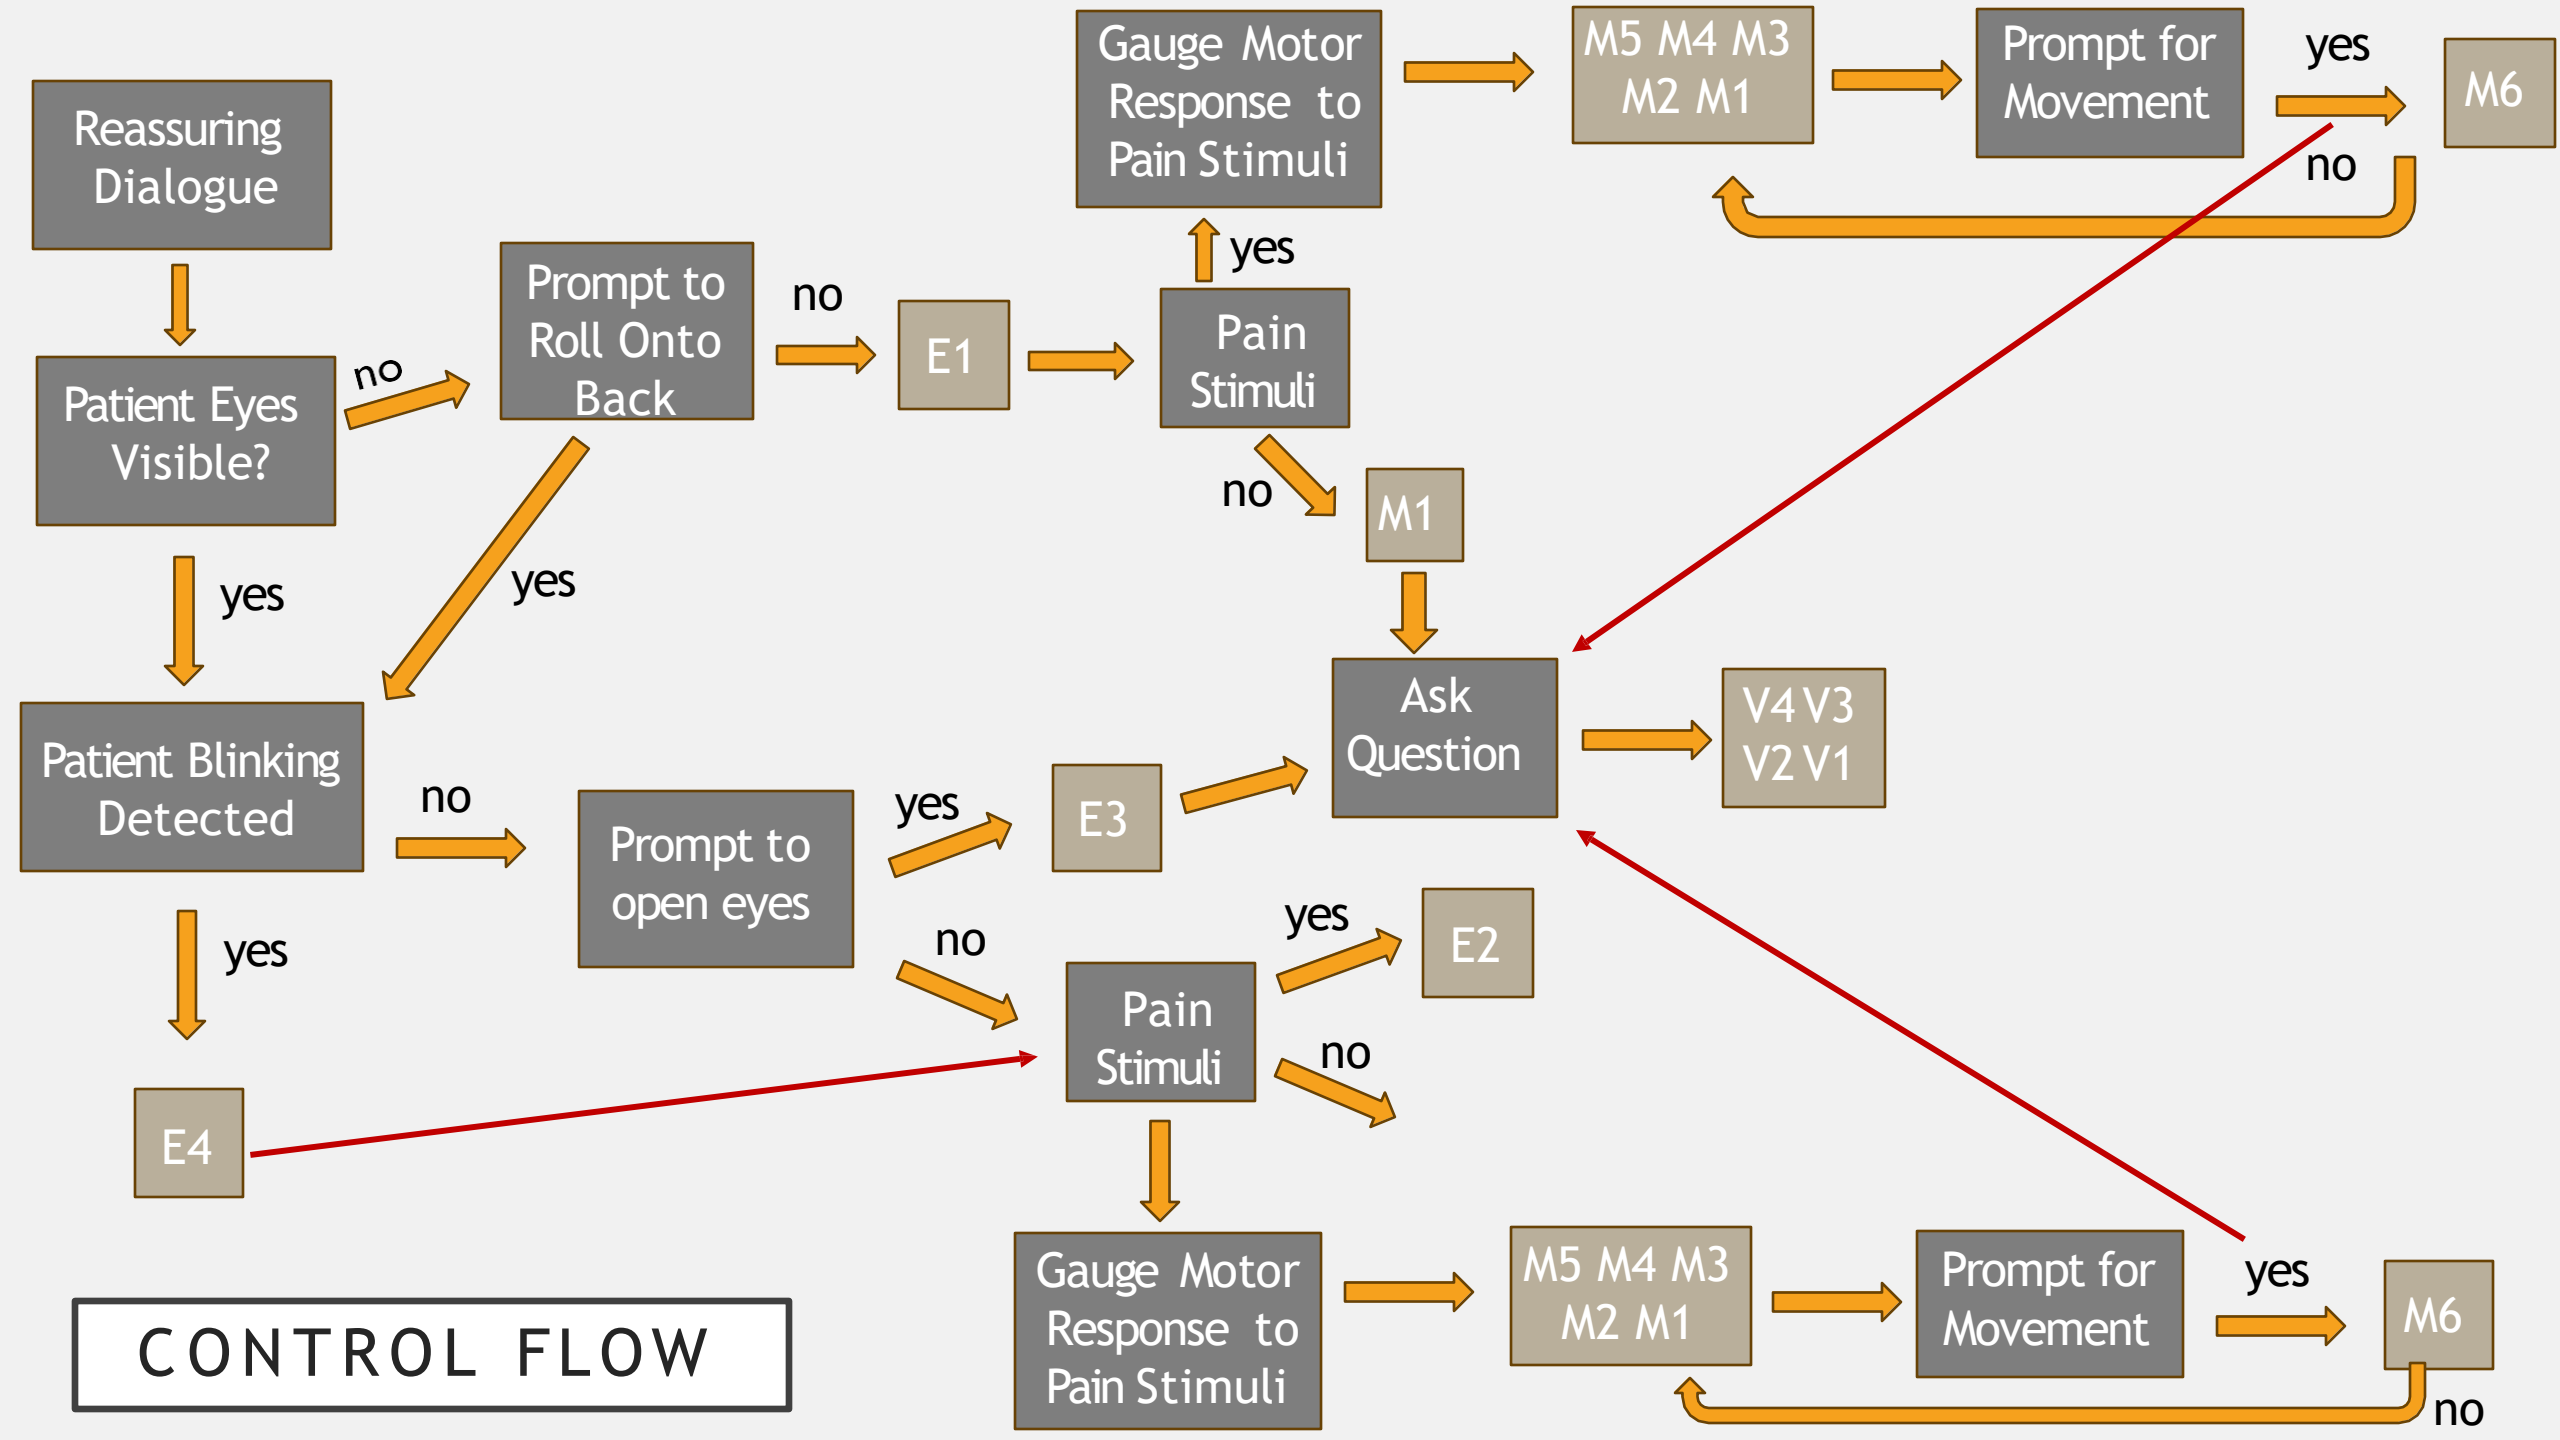 Gauge Motor
Response to
Pain Stimuli
M5 M4 M3
M2 M1
Prompt for
Movement
yes
no
M6
Reassuring
Dialogue
Patient Eyes
Visible?
no
Prompt to
Roll Onto
Back
no
E1
Pain
Stimuli
yes
no
M1
yes
yes
Patient Blinking
Detected
no
Prompt to
open eyes
yes
E3
Ask
Question
V4 V3
V2 V1
yes
E4
no
Pain
Stimuli
yes
E2
no
Gauge Motor
Response to
Pain Stimuli
M5 M4 M3
M2 M1
Prompt for
Movement
yes
M6
no
CONTROL FLOW